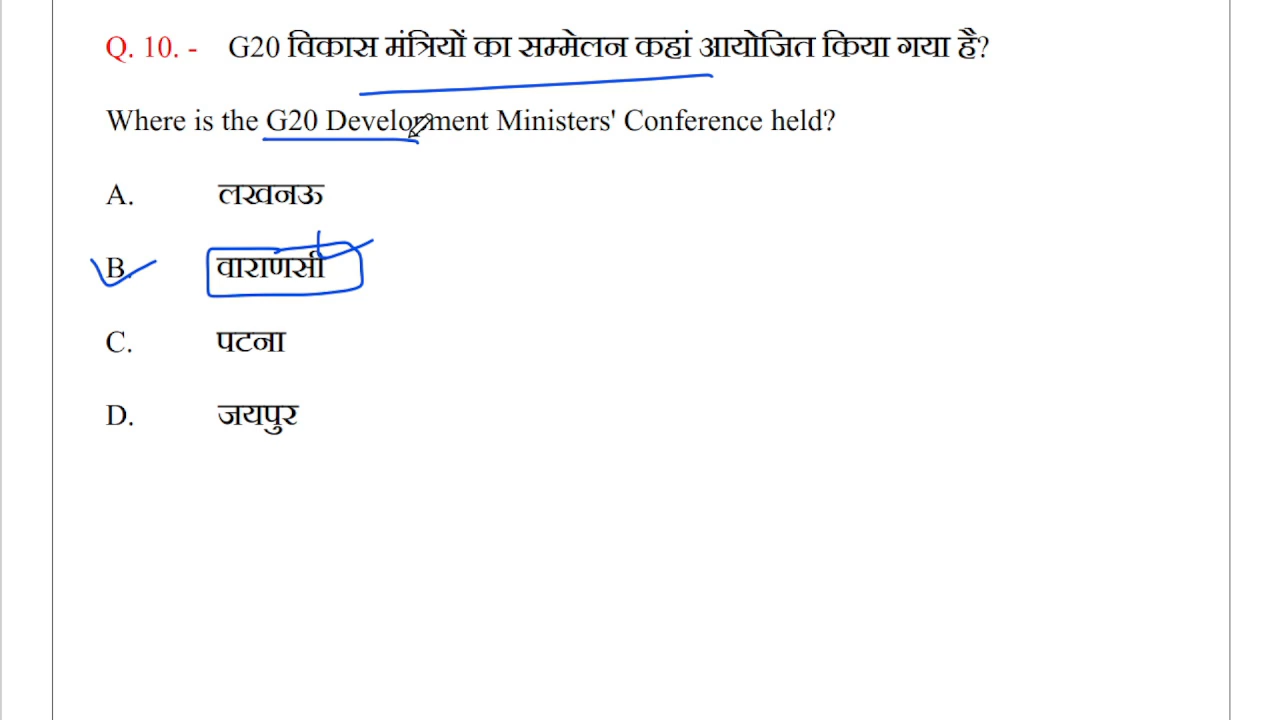 Q. 10. - G20 विकास मंत्रियों का सम्मेलन कहां आयोजित किया गया है?
Where is the G20 Development Ministers' Conference held?
A. लखनऊ
B. वाराणसी
C. पटना
D. जयपुर